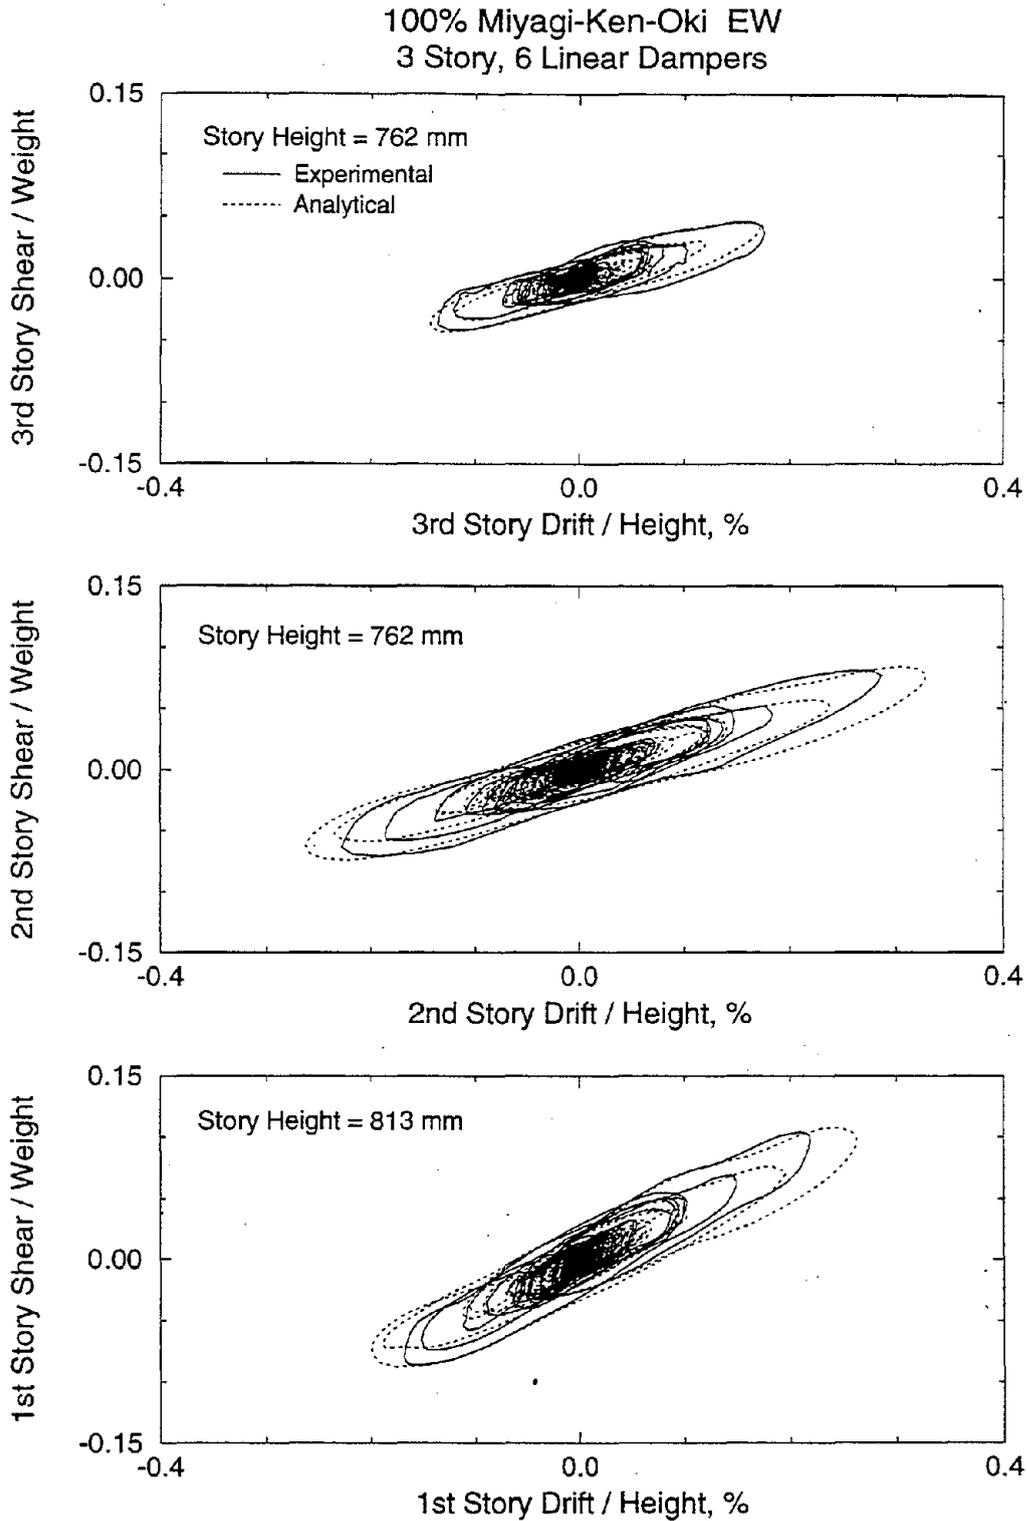 100% Miyagi-Ken-Oki EW
3 Story, 6 Linear Dampers
0.15
Story Height = 762 mm
Experimental
Analytical
3rd Story Shear / Weight
0.00
-0.15
-0.4
0.0
0.4
3rd Story Drift / Height, %
0.15
Story Height = 762 mm
2nd Story Shear / Weight
0.00
-0.15
-0.4
0.0
0.4
2nd Story Drift / Height, %
0.15
Story Height = 813 mm
1st Story Shear / Weight
0.00
-0.15
-0.4
0.0
0.4
1st Story Drift / Height, %